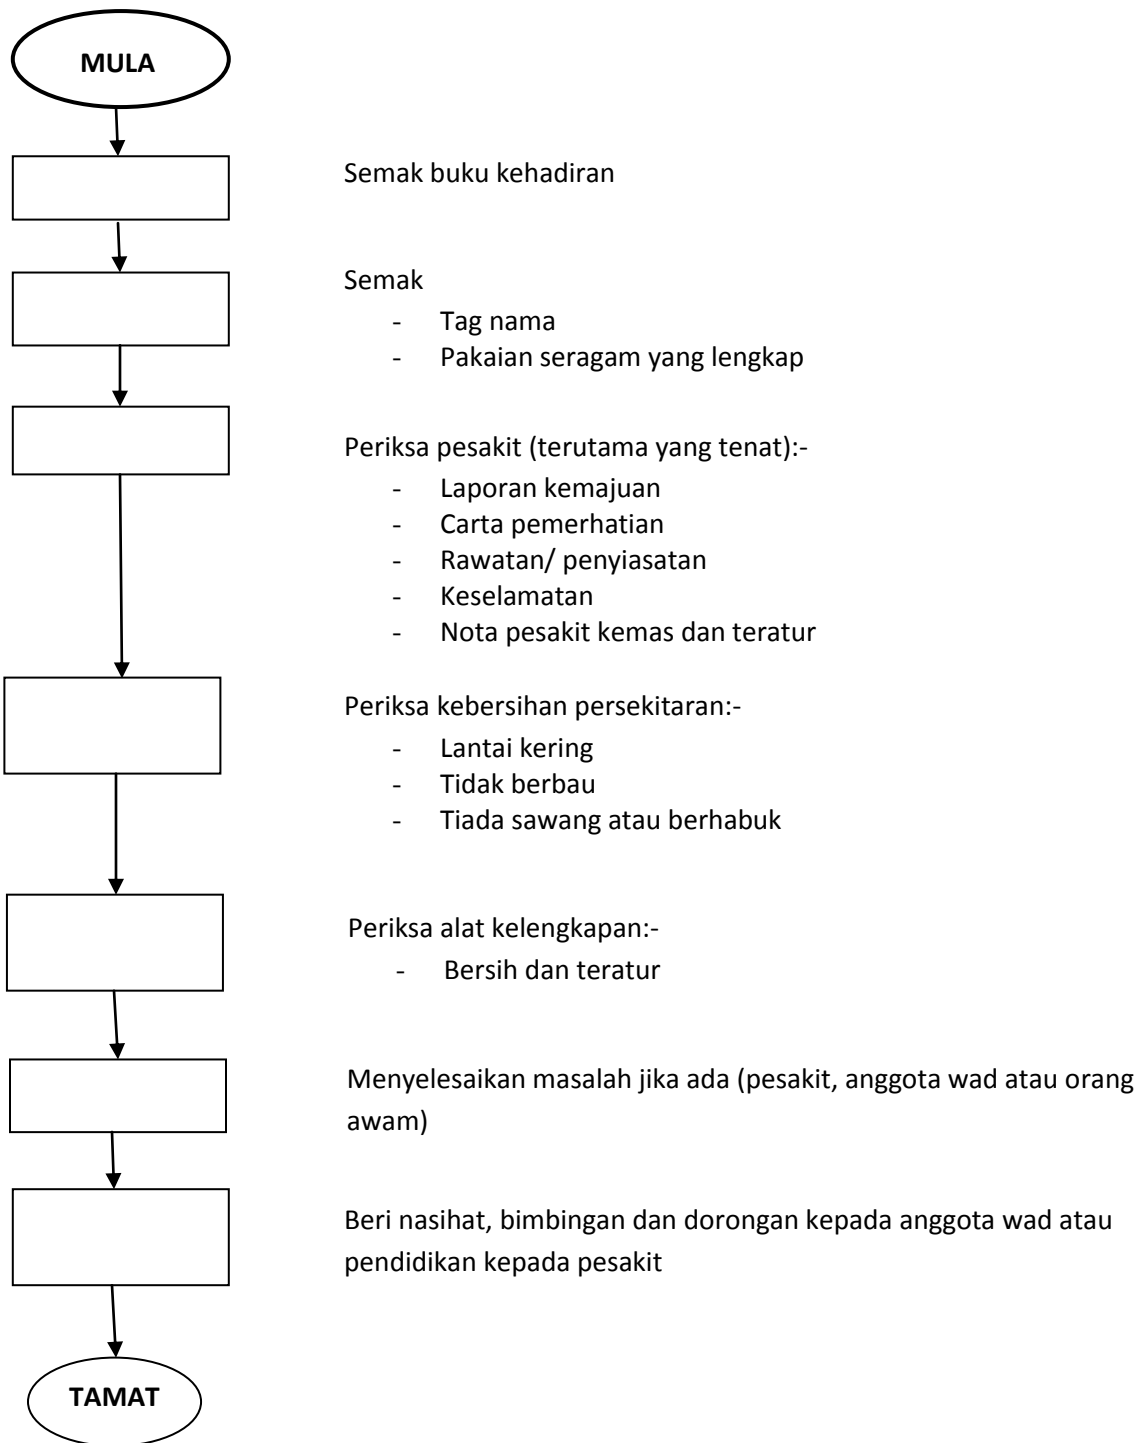 MULA
Semak buku kehadiran
Semak
- Tag nama
- Pakaian seragam yang lengkap
Periksa pesakit (terutama yang tenat):-
- Laporan kemajuan
- Carta pemerhatian
- Rawatan/ penyiasatan
- Keselamatan
- Nota pesakit kemas dan teratur
Periksa kebersihan persekitaran:-
- Lantai kering
- Tidak berbau
- Tiada sawang atau berhabuk
Periksa alat kelengkapan:-
- Bersih dan teratur
Menyelesaikan masalah jika ada (pesakit, anggota wad atau orang
awam)
Beri nasihat, bimbingan dan dorongan kepada anggota wad atau
pendidikan kepada pesakit
TAMAT